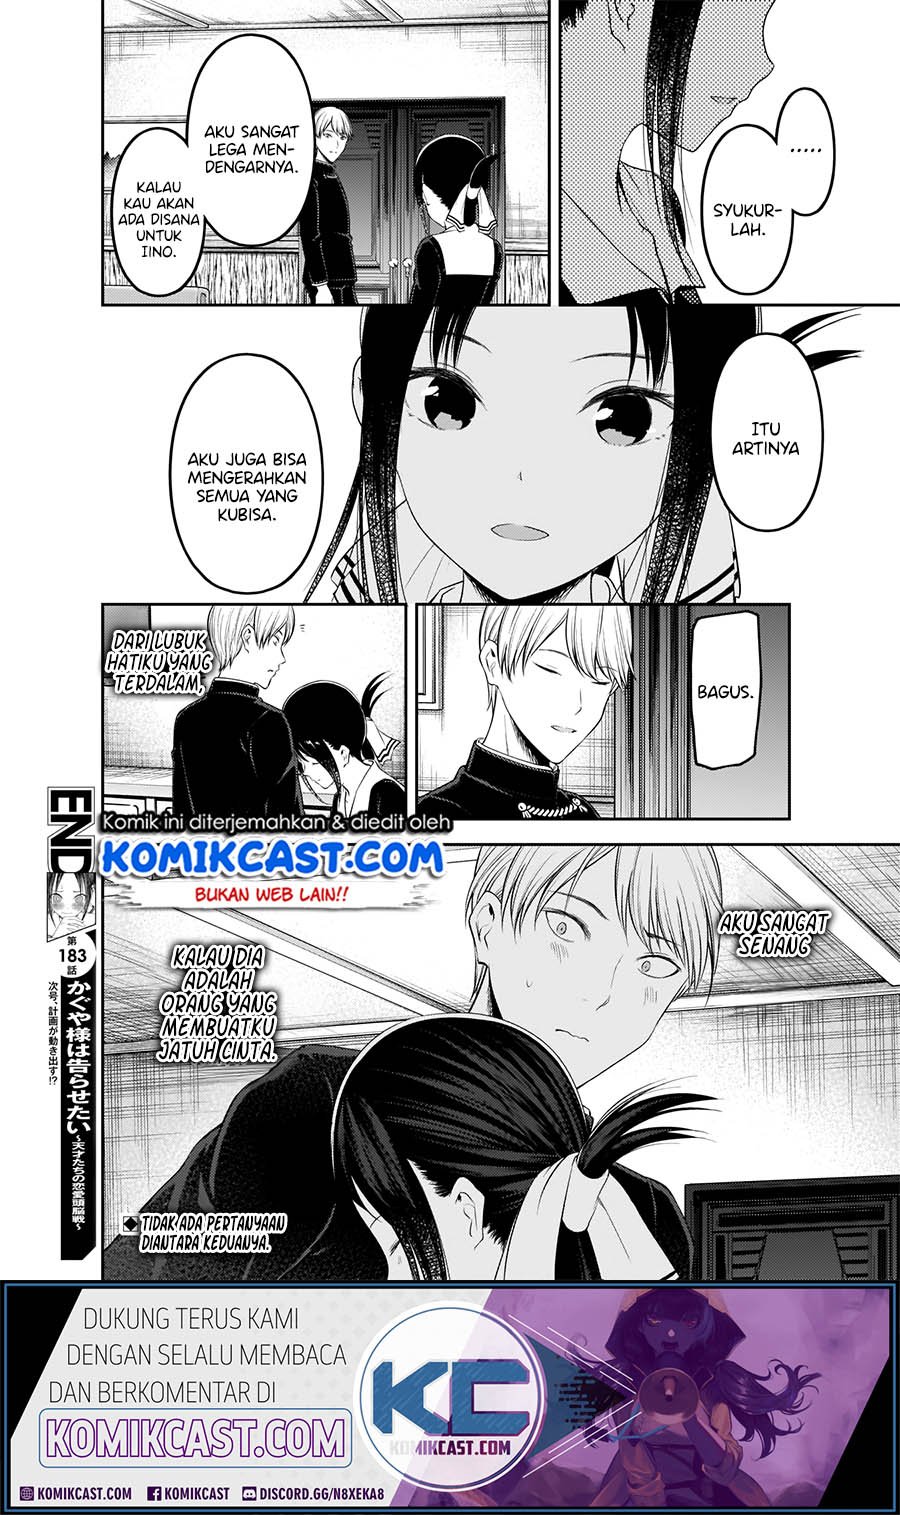 .....
SYUKUR-
LAH.
AKU SANGAT
LEGA MEN-
DENGARNYA.
KALAU
KAU AKAN
ADA DISANA
UNTUK
IINO.
ITU
ARTINYA
AKU JUGA BISA
MENGERAHKAN
SEMUA YANG
KUBISA.
BAGUS.
DARI LUBUK
HATIKU YANG
TERDALAM,
AKU SANGAT
SENANG
KALAU DIA
ADALAH
ORANG YANG
MEMBUATKU
JATUH CINTA.
TIDAK ADA PERTANYAAN
DIANTARA KEDUANYA.
END
第
183
話
かぐや様は告らせたい
~天才たちの恋愛頭脳戦~
次号、計画が動き出す!?
Komik ini diterjemahkan & diedit oleh
KOMIKCAST.COM
BUKAN WEB LAIN!!
DUKUNG TERUS KAMI
DENGAN SELALU MEMBACA
DAN BERKOMENTAR DI
KOMIKCAST.COM
KOMIKCAST.COM KOMIKCAST DISCORD.GG/N8XEKA8
KC
KOMIKCAST.COM